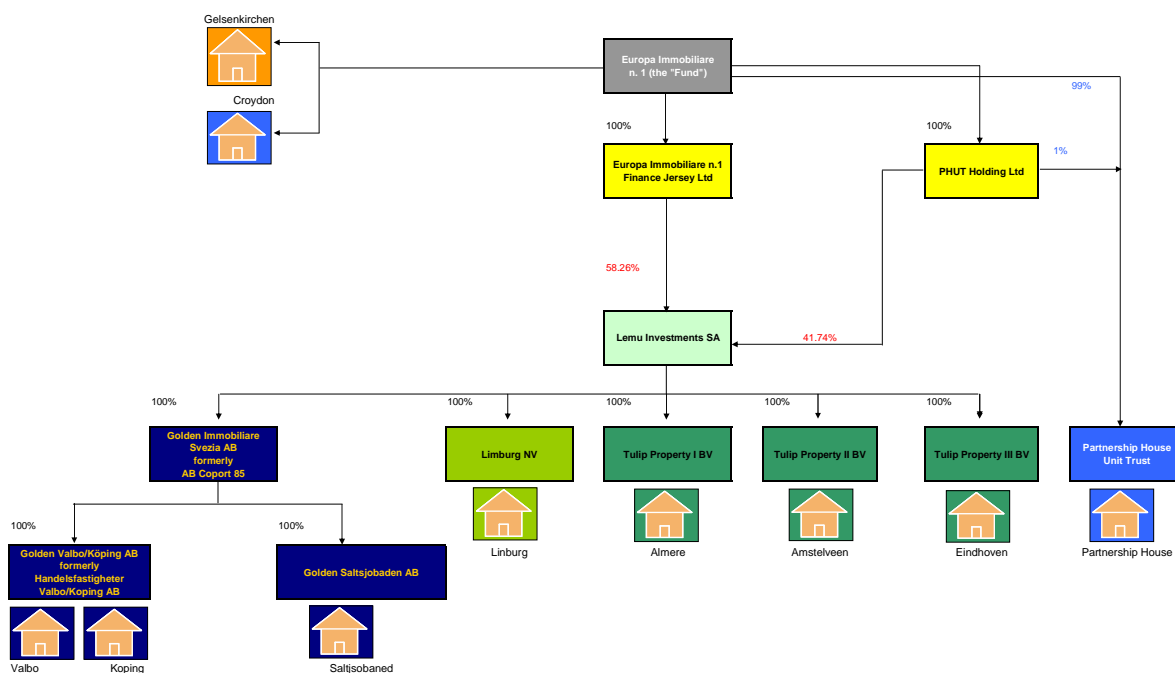 Gelsenkirchen
Europa Immobiliare
n. 1 (the "Fund")
99%
Croydon
100%
100%
1%
Europa Immobiliare n.1
Finance Jersey Ltd
PHUT Holding Ltd
58.26%
Lemu Investments SA
41.74%
100%
100%
100%
100%
100%
Golden Immobiliare
Svezia AB
formerly
AB Coport 85
Limburg NV
Tulip Property I BV
Tulip Property II BV
Tulip Property III BV
Partnership House
Unit Trust
100%
100%
Linburg
Almere
Amstelveen
Eindhoven
Partnership House
Golden Valbo/Köping AB
formerly
Handelsfastigheter
Valbo/Koping AB
Golden Saltsjobaden AB
Valbo
Koping
Saltjsobaned